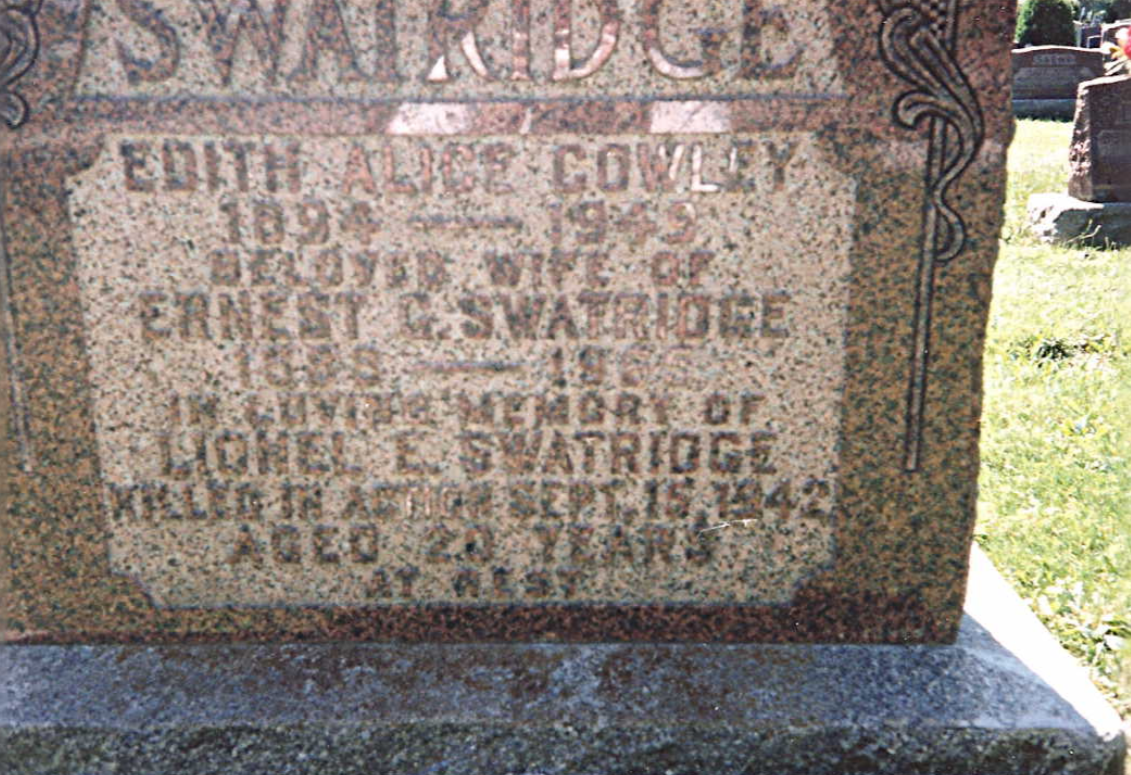 SWATRIDGE
EDITH ALICE COWLEY
1894 — 1949
BELOVED WIFE OF
ERNEST G. SWATRIDGE
IN LOVING MEMORY OF
LIONEL E. SWATRIDGE
KILLED IN ACTION SEPT. 15, 1942
AGED 20 YEARS
AT REST